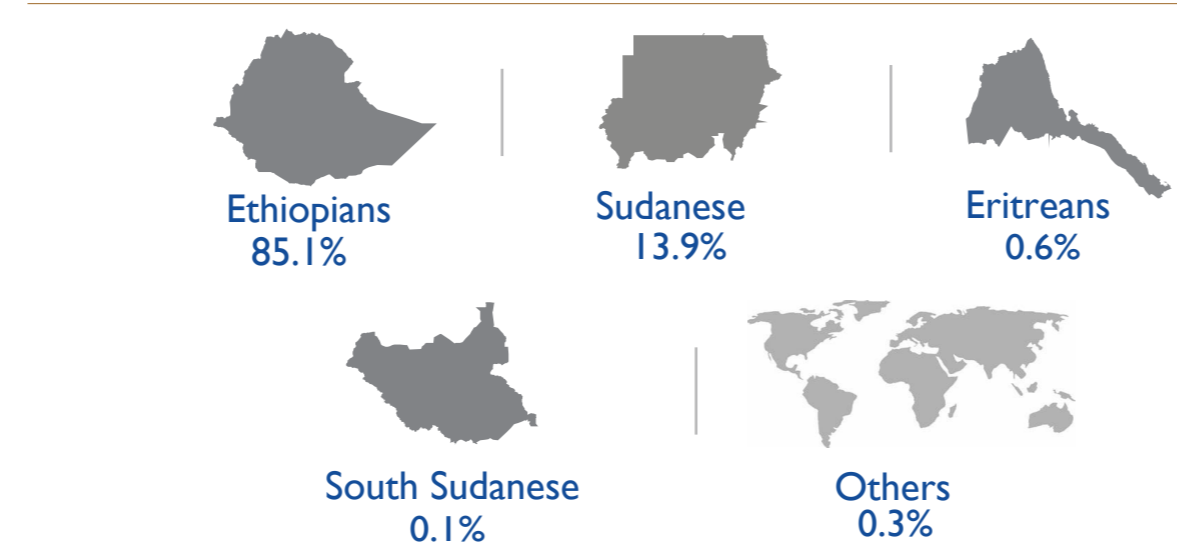 Ethiopians
85.1%
Sudanese
13.9%
Eritreans
0.6%
South Sudanese
0.1%
Others
0.3%